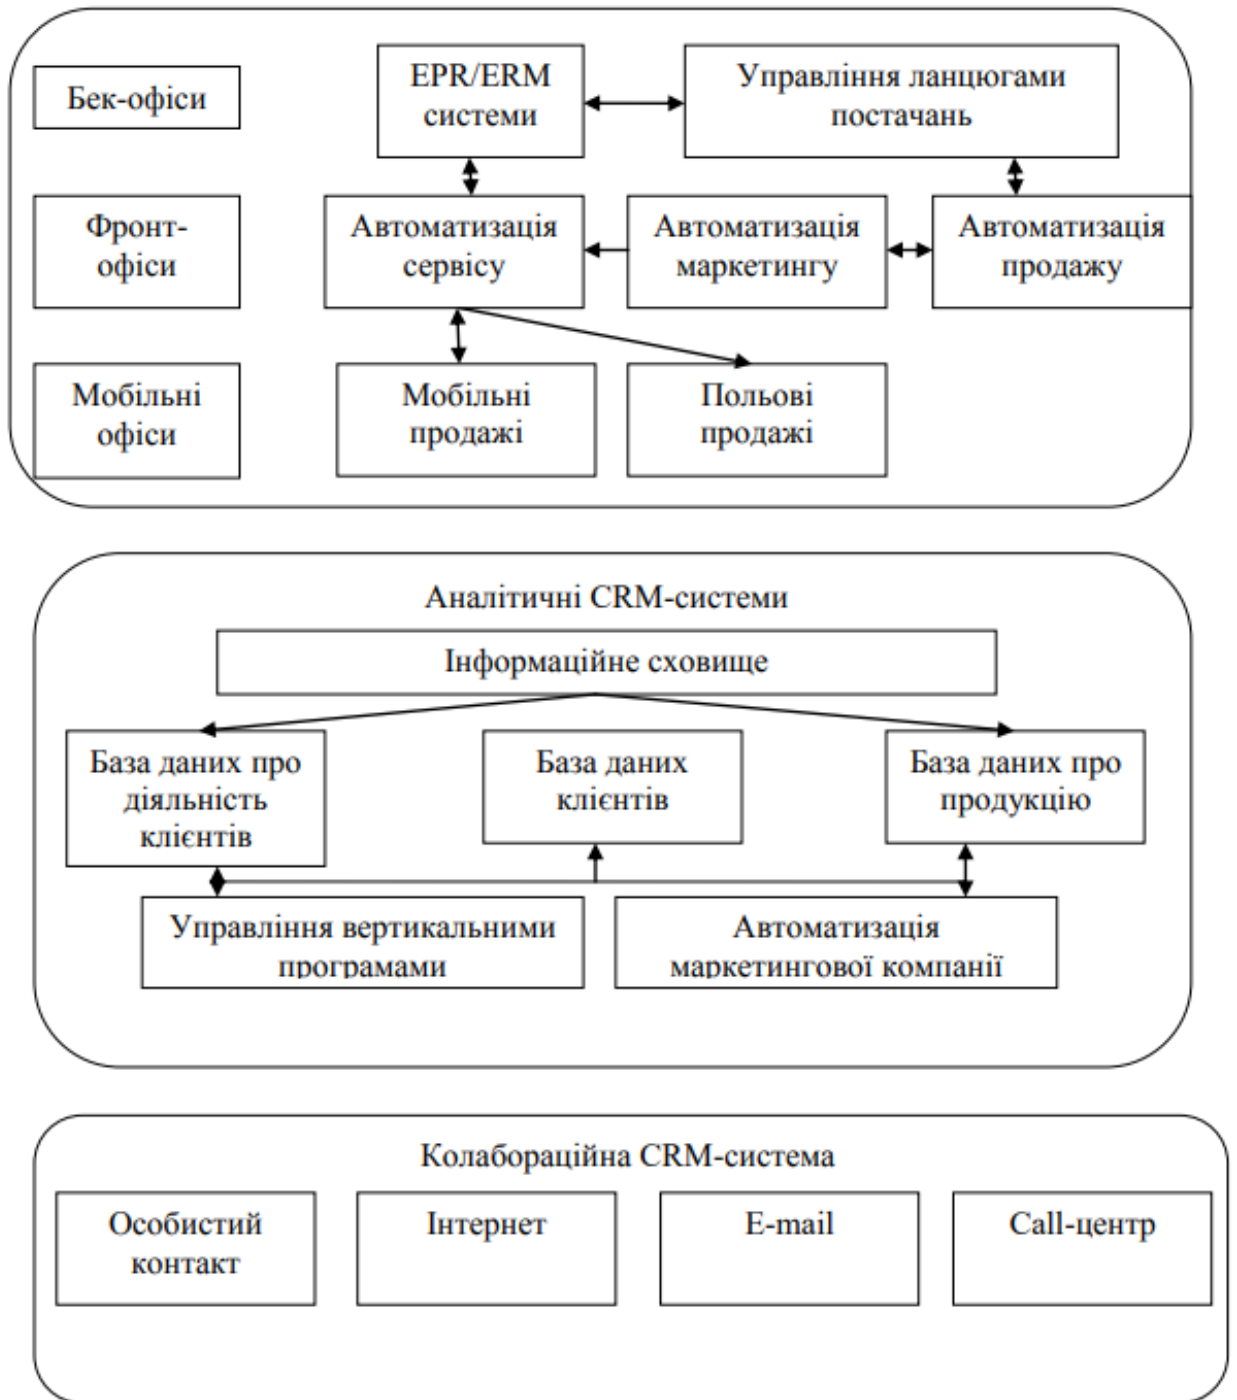 Бек-офіси
EPR/ERM
системи
Управління ланцюгами
постачань
Фронт-
офіси
Автоматизація
сервісу
Автоматизація
маркетингу
Автоматизація
продажу
Мобільні
офіси
Мобільні
продажі
Польові
продажі
Аналітичні CRM-системи
Інформаційне сховище
База даних про
діяльність
клієнтів
База даних
клієнтів
База даних про
продукцію
Управління вертикальними
програмами
Автоматизація
маркетингової компанії
Колабораційна CRM-система
Особистий
контакт
Інтернет
E-mail
Call-центр